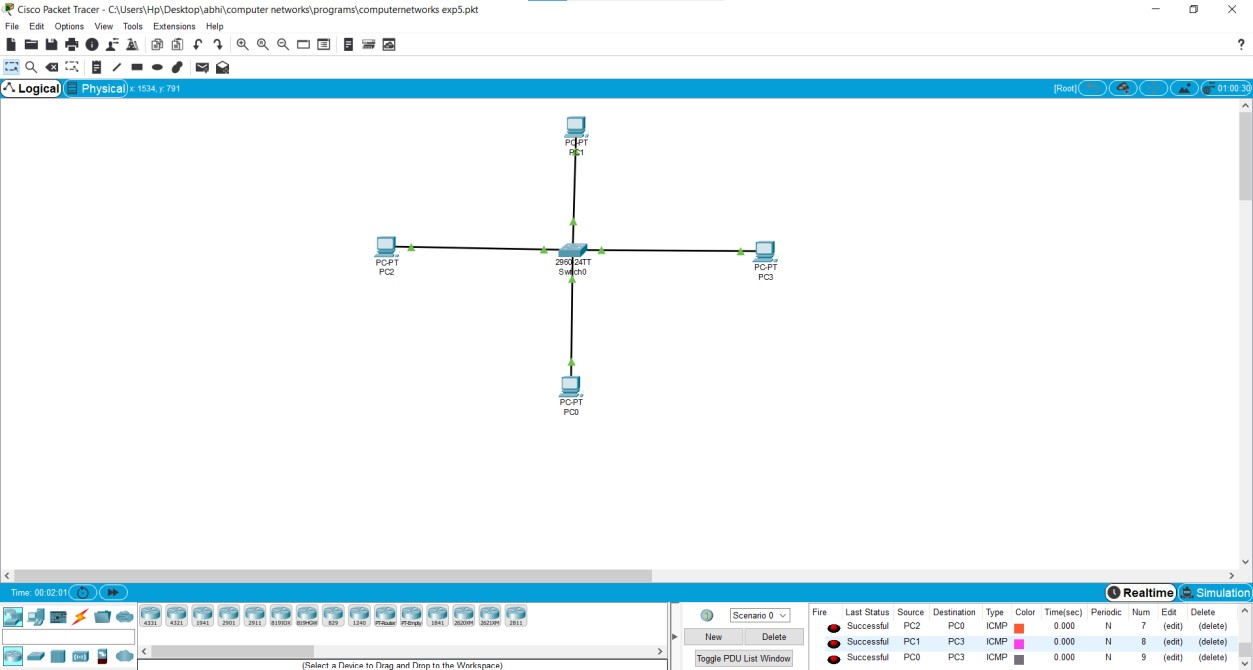 Cisco Packet Tracer - C:\Users\Hp\Desktop\abhi\computer networks\programs\computernetworks exp5.pkt
File Edit Options View Tools Extensions Help
?
Logical Physical x: 1534, y: 791 [Root] 01:00:30
PC-PT
PC1
PC-PT
PC2
2960-24TT
Switch0
PC-PT
PC3
PC-PT
PC0
Time: 00:02:01 Realtime Simulation
4331 4321 1941 2901 2911 819IOX 819HGW 829 1240 PT-Router PT-Empty 1841 2620XM 2621XM 2811
(Select a Device to Drag and Drop to the Workspace)
Scenario 0
New Delete
Toggle PDU List Window
Fire Last Status Source Destination Type Color Time(sec) Periodic Num Edit Delete
Successful PC2 PC0 ICMP 0.000 N 7 (edit) (delete)
Successful PC1 PC3 ICMP 0.000 N 8 (edit) (delete)
Successful PC0 PC3 ICMP 0.000 N 9 (edit) (delete)